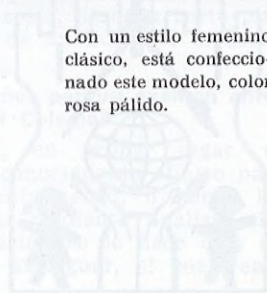 Con un estilo femenino
clásico, está confeccio-
nado este modelo, color
rosa pálido.